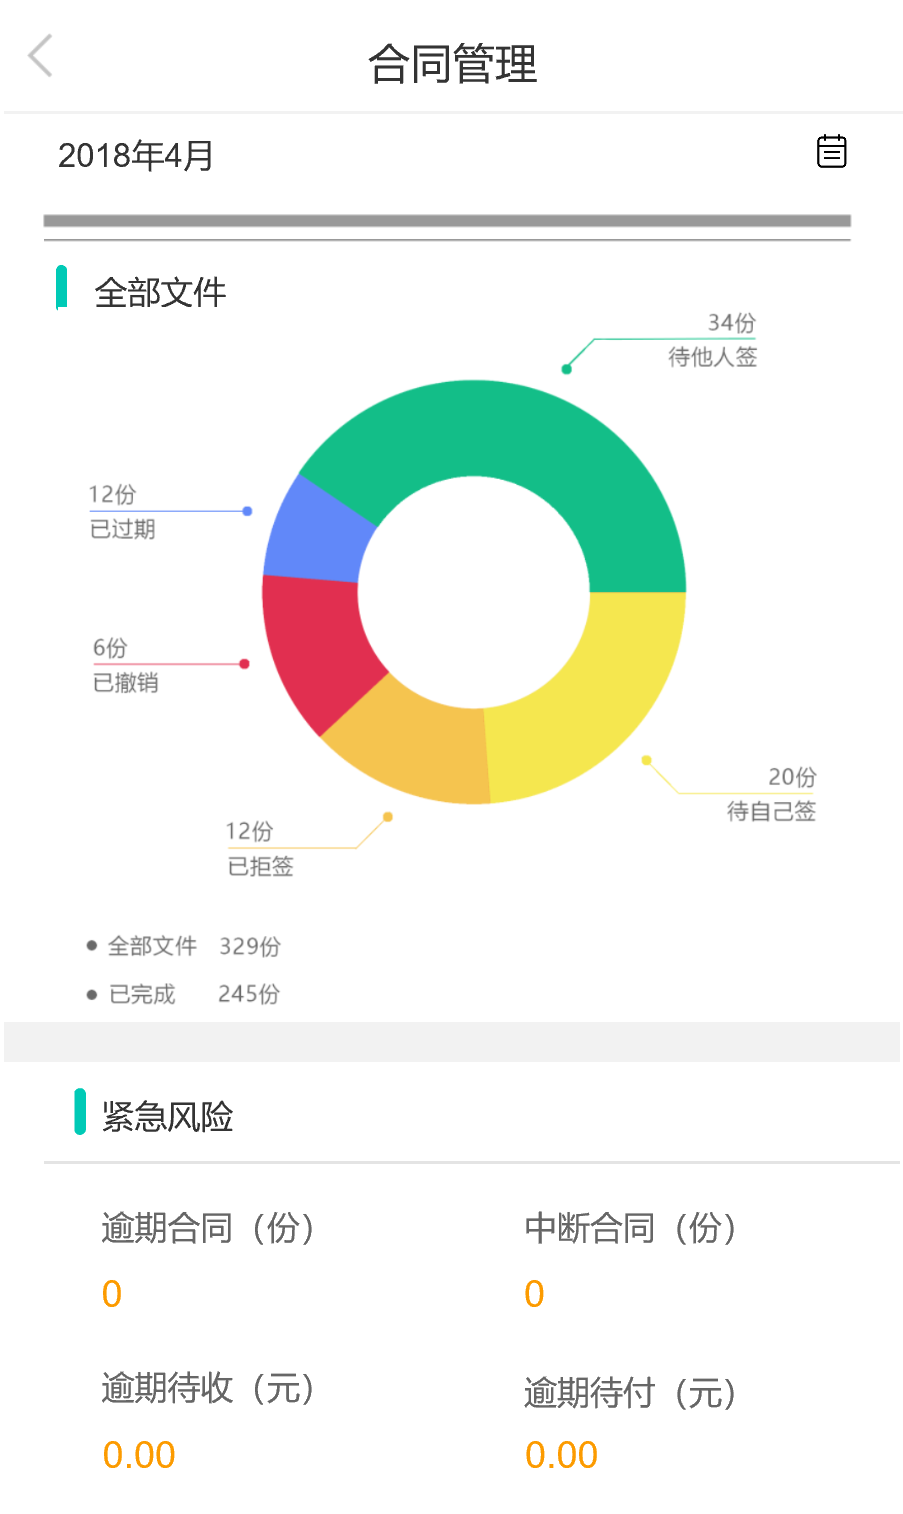 合同管理
2018年4月
全部文件
34份
待他人签
12份
已过期
6份
已撤销
20份
待自己签
12份
已拒签
全部文件 329份
已完成 245份
紧急风险
逾期合同（份）
中断合同（份）
0
0
逾期待收（元）
逾期待付（元）
0.00
0.00